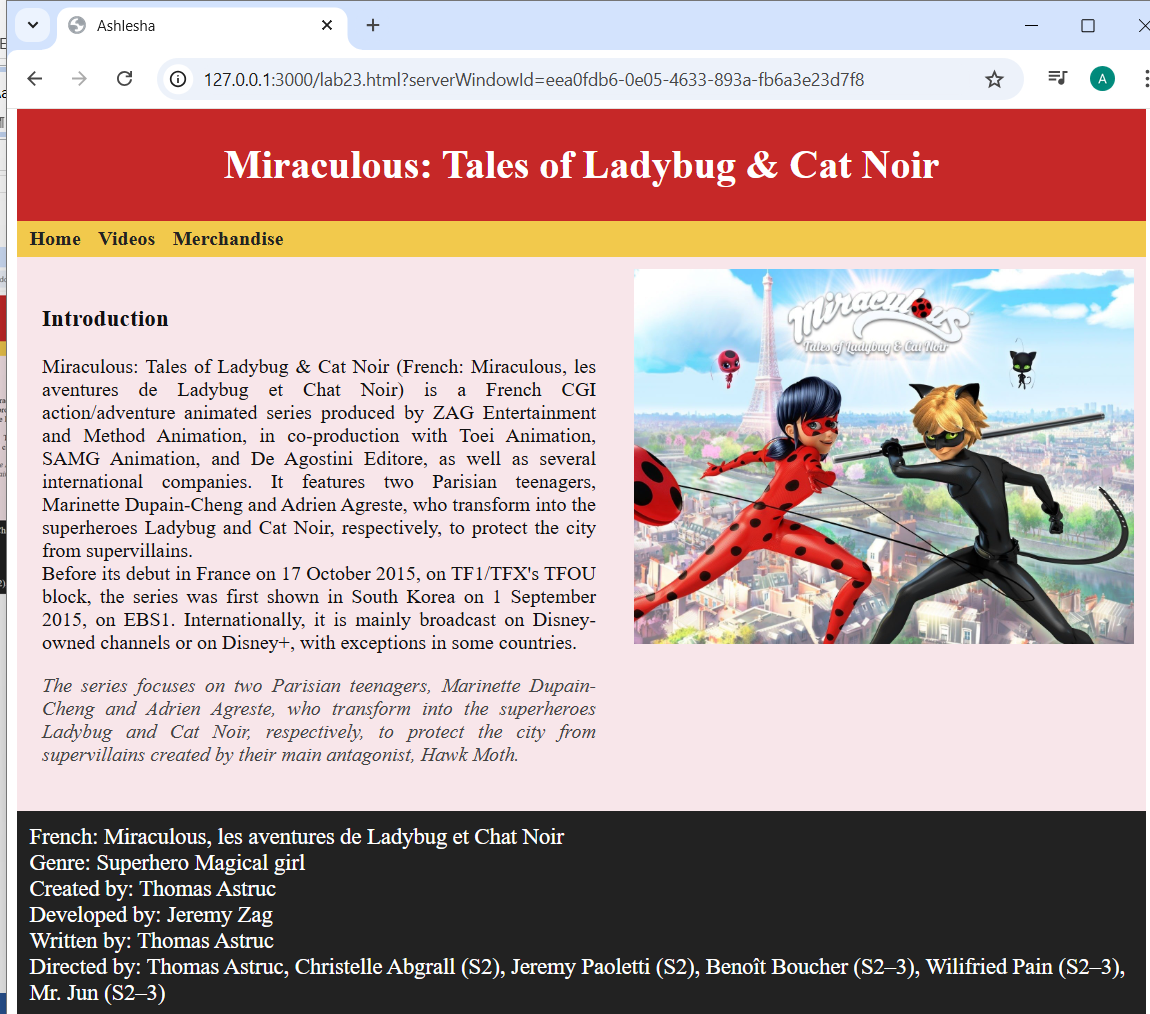 Ashlesha
127.0.0.1:3000/lab23.html?serverWindowId=eea0fdb6-0e05-4633-893a-fb6a3e23d7f8
A
Miraculous: Tales of Ladybug & Cat Noir
Home Videos Merchandise
Introduction
Miraculous: Tales of Ladybug & Cat Noir (French: Miraculous, les
aventures de Ladybug et Chat Noir) is a French CGI
action/adventure animated series produced by ZAG Entertainment
and Method Animation, in co-production with Toei Animation,
SAMG Animation, and De Agostini Editore, as well as several
international companies. It features two Parisian teenagers,
Marinette Dupain-Cheng and Adrien Agreste, who transform into the
superheroes Ladybug and Cat Noir, respectively, to protect the city
from supervillains.
Before its debut in France on 17 October 2015, on TF1/TFX's TFOU
block, the series was first shown in South Korea on 1 September
2015, on EBS1. Internationally, it is mainly broadcast on Disney-
owned channels or on Disney+, with exceptions in some countries.
The series focuses on two Parisian teenagers, Marinette Dupain-
Cheng and Adrien Agreste, who transform into the superheroes
Ladybug and Cat Noir, respectively, to protect the city from
supervillains created by their main antagonist, Hawk Moth.
Miraculous
Tales of Ladybug & Cat Noir
French: Miraculous, les aventures de Ladybug et Chat Noir
Genre: Superhero Magical girl
Created by: Thomas Astruc
Developed by: Jeremy Zag
Written by: Thomas Astruc
Directed by: Thomas Astruc, Christelle Abgrall (S2), Jeremy Paoletti (S2), Benoît Boucher (S2–3), Wilifried Pain (S2–3),
Mr. Jun (S2–3)